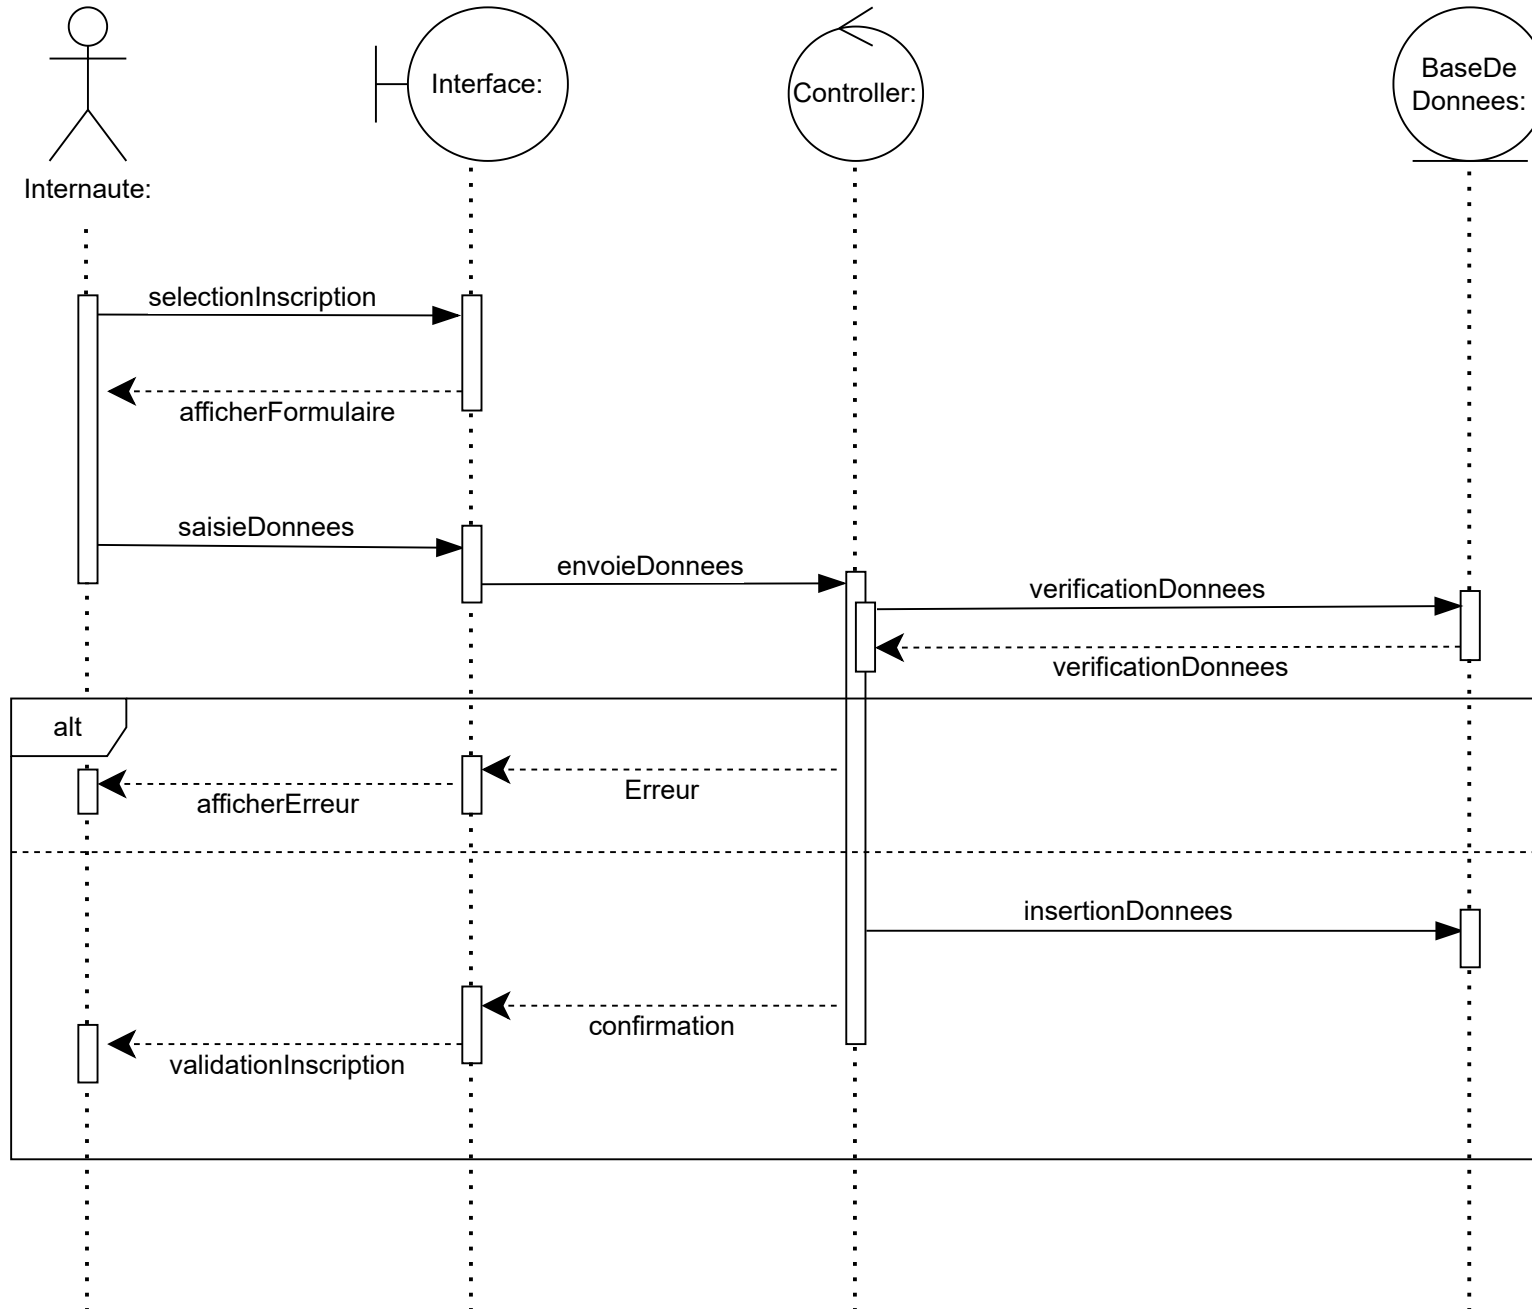 Interface:
Controller:
BaseDe
Donnees:
Internaute:
selectionInscription
afficherFormulaire
saisieDonnees
envoieDonnees
verificationDonnees
verificationDonnees
alt
Erreur
afficherErreur
insertionDonnees
confirmation
validationInscription